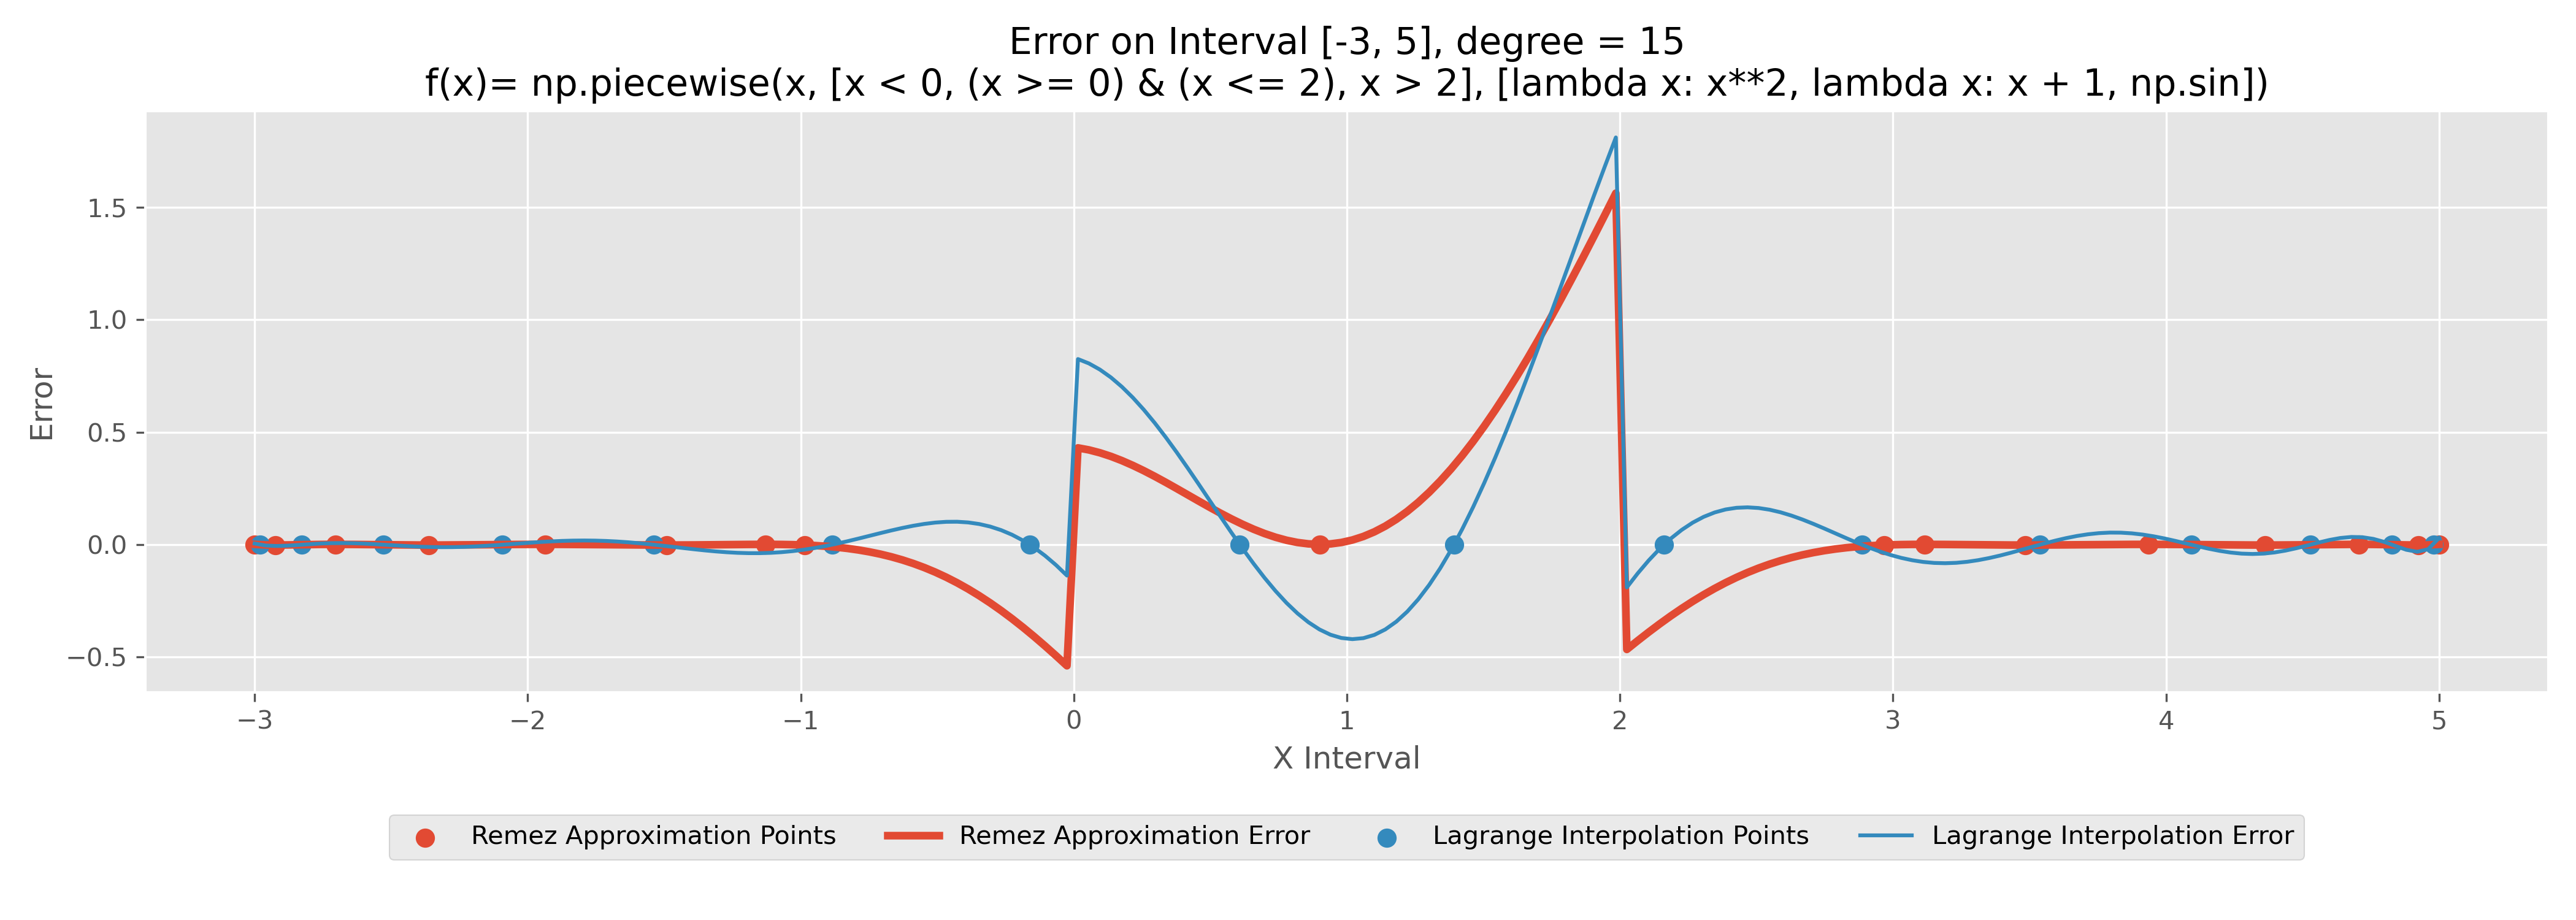 Error on Interval [-3, 5], degree = 15
f(x)= np.piecewise(x, [x < 0, (x >= 0) & (x <= 2), x > 2], [lambda x: x**2, lambda x: x + 1, np.sin])
Error
1.5
1.0
0.5
0.0
−0.5
−3 −2 −1 0 1 2 3 4 5
X Interval
Remez Approximation Points Remez Approximation Error Lagrange Interpolation Points Lagrange Interpolation Error